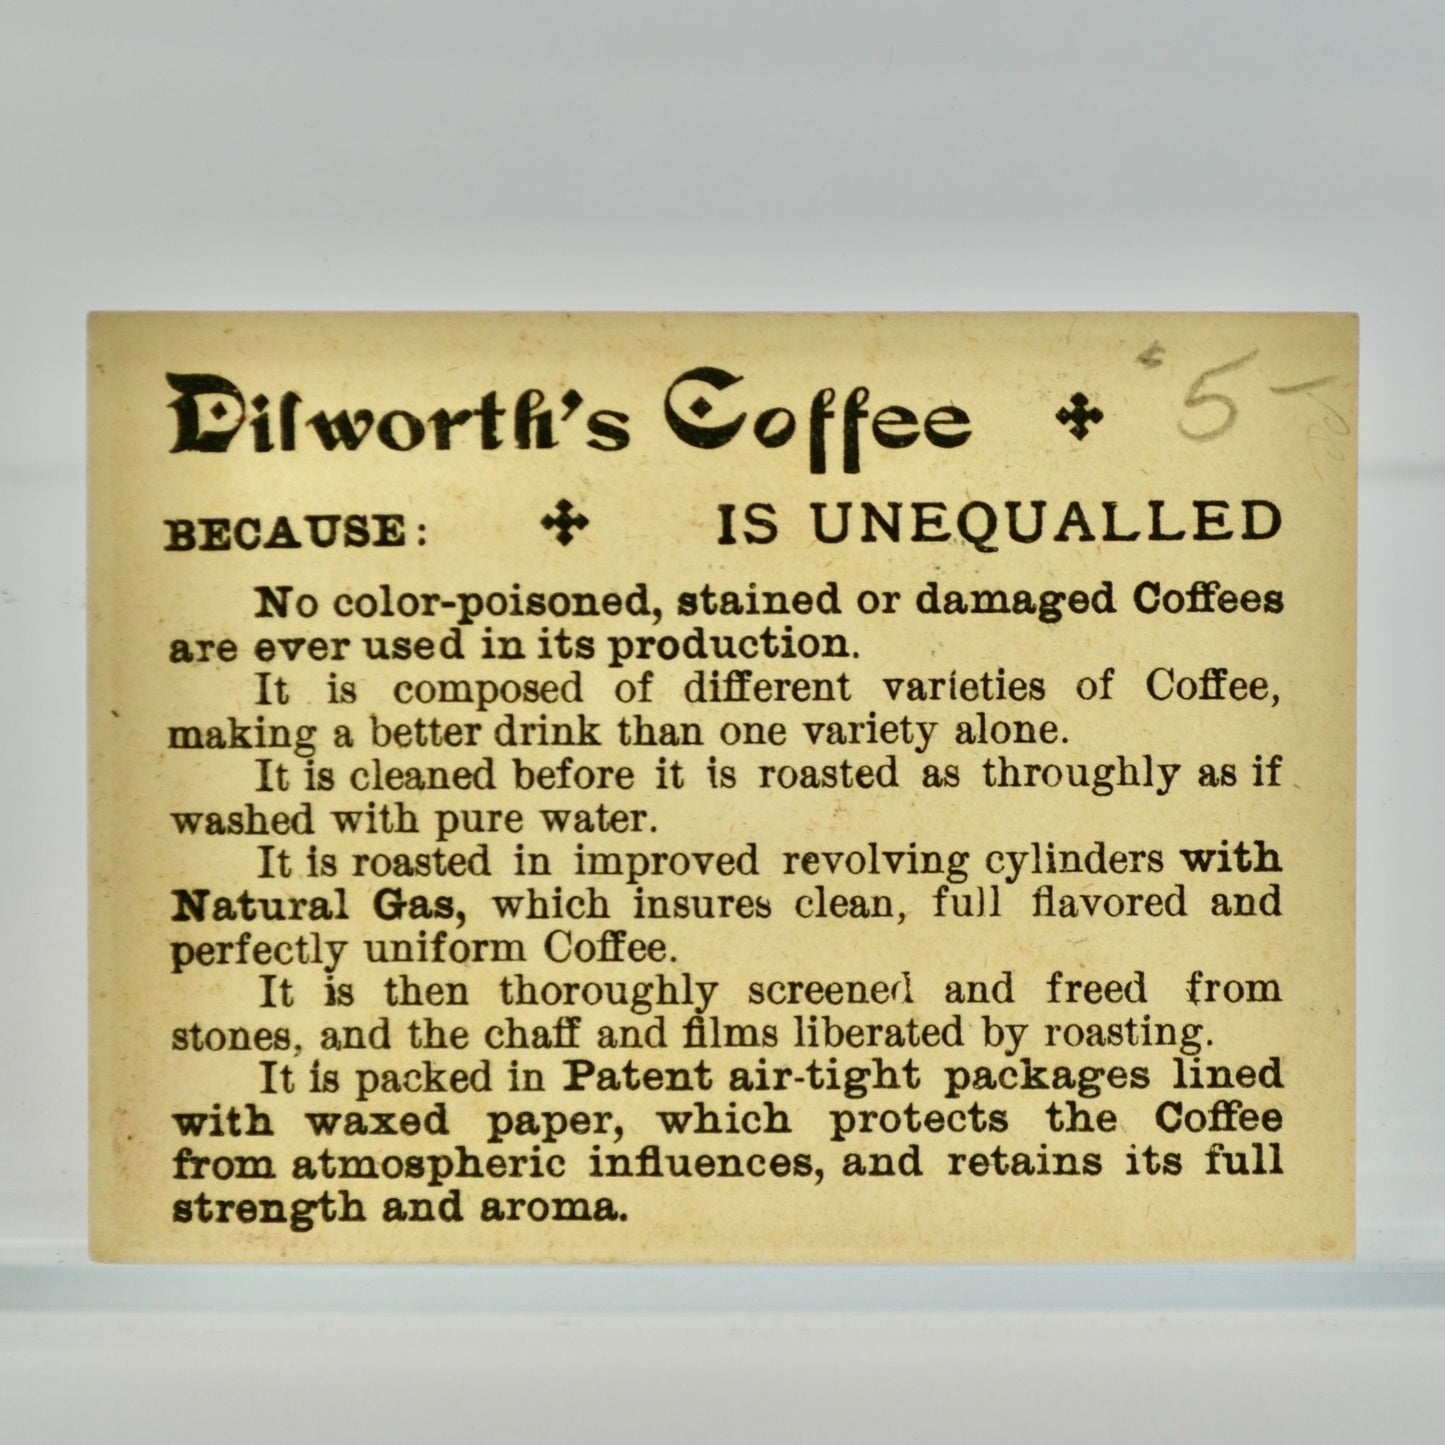 Dilworth's Coffee ✣ 5-
BECAUSE: ✣ IS UNEQUALLED
No color-poisoned, stained or damaged Coffees
are ever used in its production.
It is composed of different varieties of Coffee,
making a better drink than one variety alone.
It is cleaned before it is roasted as throughly as if
washed with pure water.
It is roasted in improved revolving cylinders with
Natural Gas, which insures clean, full flavored and
perfectly uniform Coffee.
It is then thoroughly screened and freed from
stones, and the chaff and films liberated by roasting.
It is packed in Patent air-tight packages lined
with waxed paper, which protects the Coffee
from atmospheric influences, and retains its full
strength and aroma.